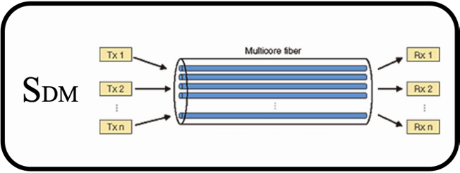 SDM
Tx 1
Tx 2
⋮
Tx n
Multicore fiber
⋮
Rx 1
Rx 2
⋮
Rx n